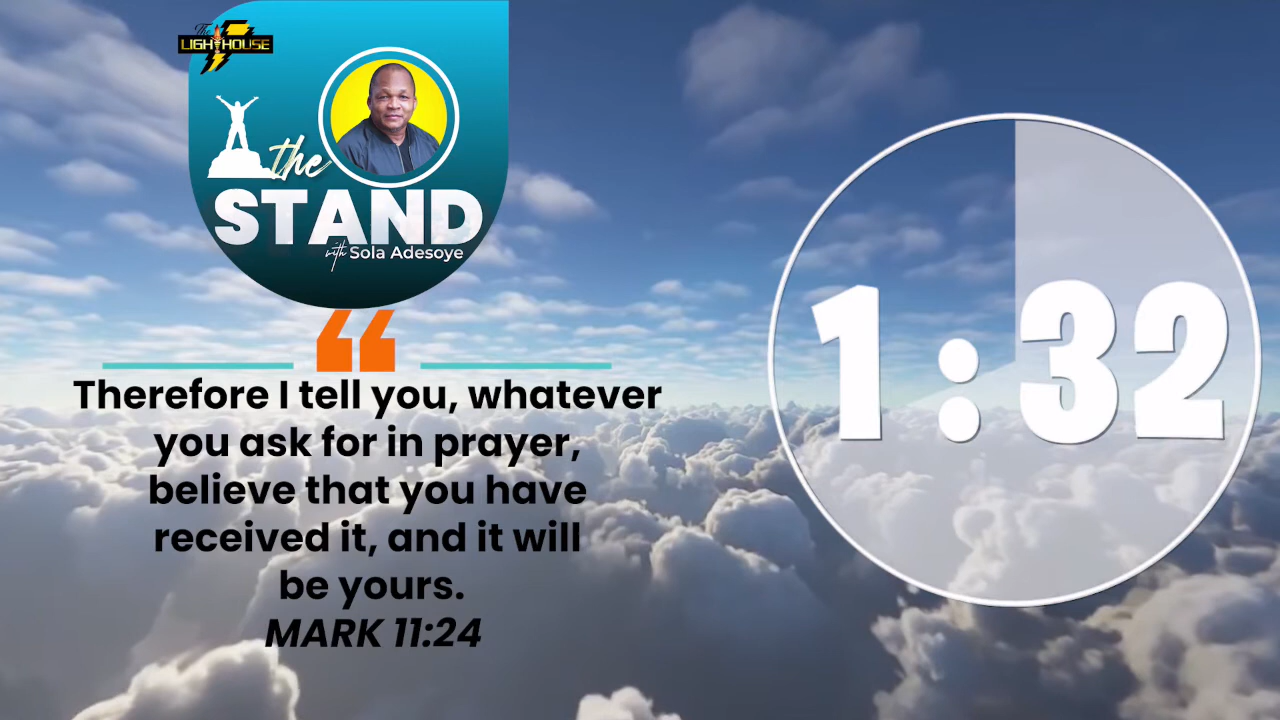 The
LIGHTHOUSE
the
STAND
with Sola Adesoye
Therefore I tell you, whatever
you ask for in prayer,
believe that you have
received it, and it will
be yours.
MARK 11:24
1:32